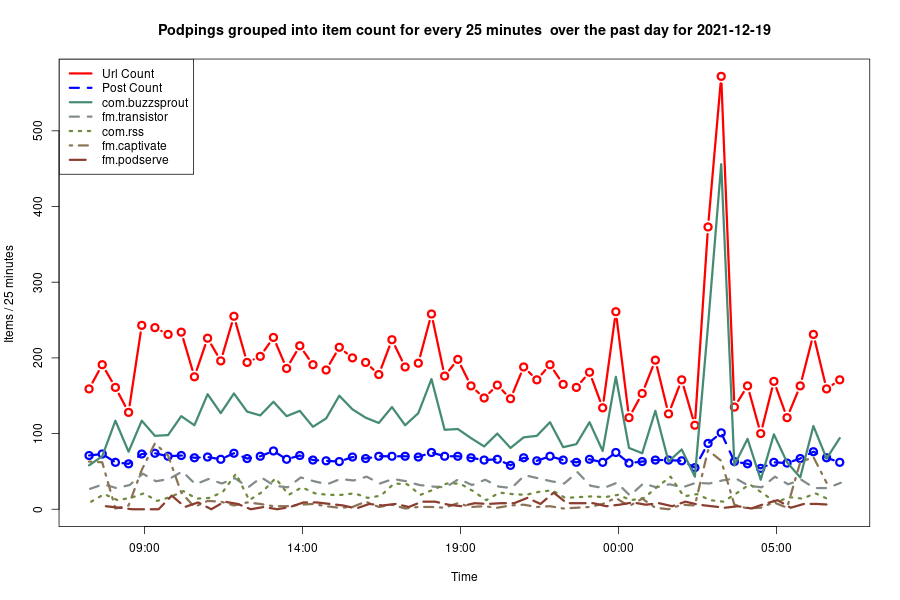 Podpings grouped into item count for every 25 minutes  over the past day for 2021-12-19
Url Count
Post Count
com.buzzsprout
fm.transistor
com.rss
fm.captivate
fm.podserve
Items / 25 minutes
500
400
300
200
100
0
09:00 14:00 19:00 00:00 05:00
Time